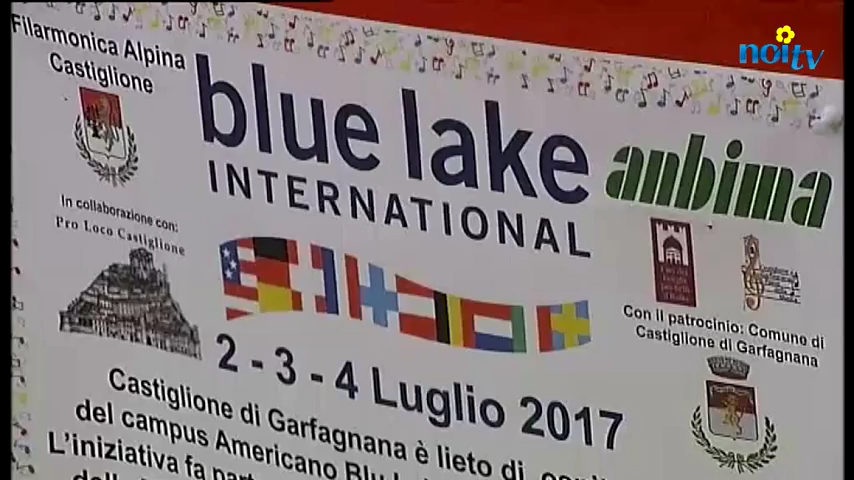 noitv
Filarmonica Alpina
Castiglione
blue lake
INTERNATIONAL
anbima
In collaborazione con:
Pro Loco Castiglione
Con il patrocinio: Comune di
Castiglione di Garfagnana
2 - 3 - 4 Luglio 2017
Castiglione di Garfagnana è lieto di
del campus Americano
L'iniziativa fa